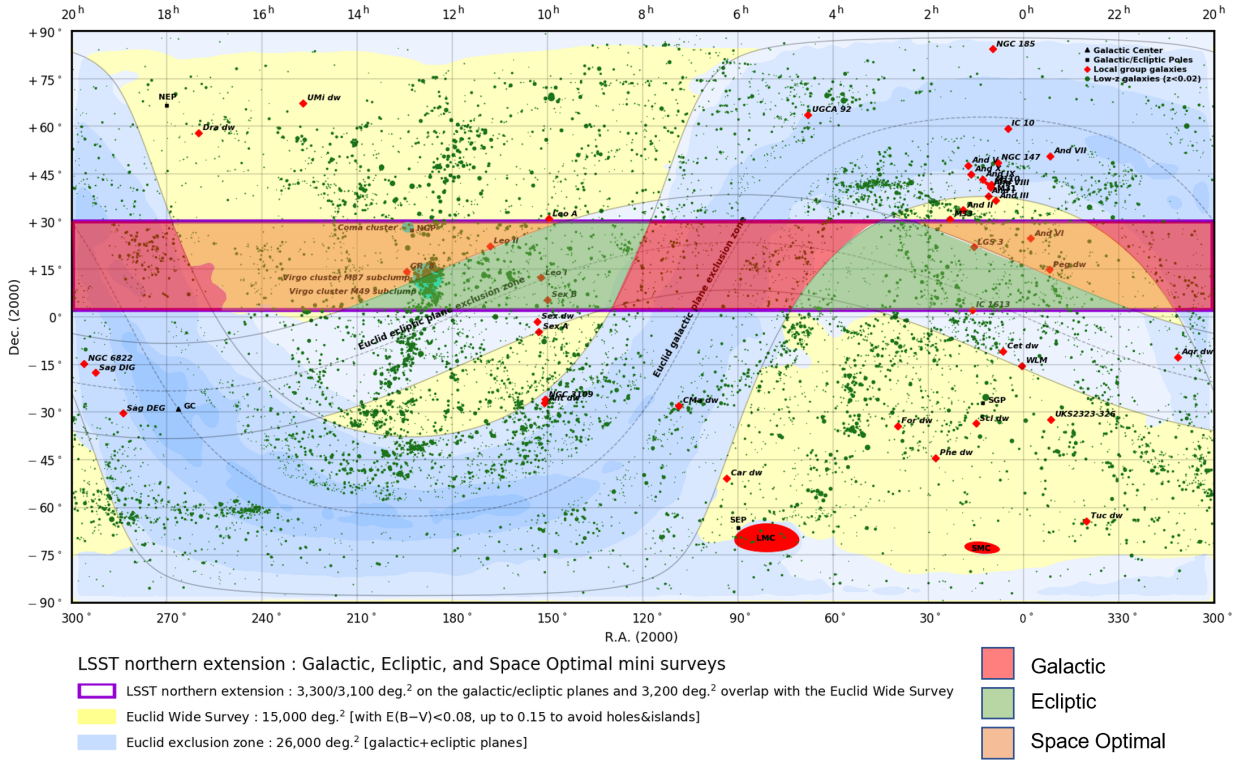 20ʰ 18ʰ 16ʰ 14ʰ 12ʰ 10ʰ 8ʰ 6ʰ 4ʰ 2ʰ 0ʰ 22ʰ 20ʰ
+90°
+75°
+60°
+45°
+30°
+15°
0°
−15°
−30°
−45°
−60°
−75°
−90°
Dec. (2000)
NGC 185
Galactic Center
Galactic/Ecliptic Poles
Local group galaxies
Low-z galaxies (z<0.02)
NEP
UMi dw
UGCA 92
Dra dw
IC 10
And VII
And V
NGC 147
And IX
And III
And II
M33
Leo A
Coma cluster
NGP
Leo II
And VI
LGS 3
Peg dw
Virgo cluster M87 subclump
Leo I
Virgo cluster M49 subclump
Sex B
IC 1613
Euclid ecliptic plane exclusion zone
Euclid galactic plane exclusion zone
Sex dw
Sex A
Cet dw
WLM
Aqr dw
NGC 6822
Sag DIG
Sag DEG
GC
CMa dw
SGP
For dw
Scl dw
UKS2323-326
Phe dw
Car dw
SEP
LMC
SMC
Tuc dw
300° 270 240 210 180 150 120 90 60 30 0° 330° 300°
R.A. (2000)
LSST northern extension : Galactic, Ecliptic, and Space Optimal mini surveys
LSST northern extension : 3,300/3,100 deg.² on the galactic/ecliptic planes and 3,200 deg.² overlap with the Euclid Wide Survey
Euclid Wide Survey : 15,000 deg.² [with E(B−V)<0.08, up to 0.15 to avoid holes&islands]
Euclid exclusion zone : 26,000 deg.² [galactic+ecliptic planes]
Galactic
Ecliptic
Space Optimal